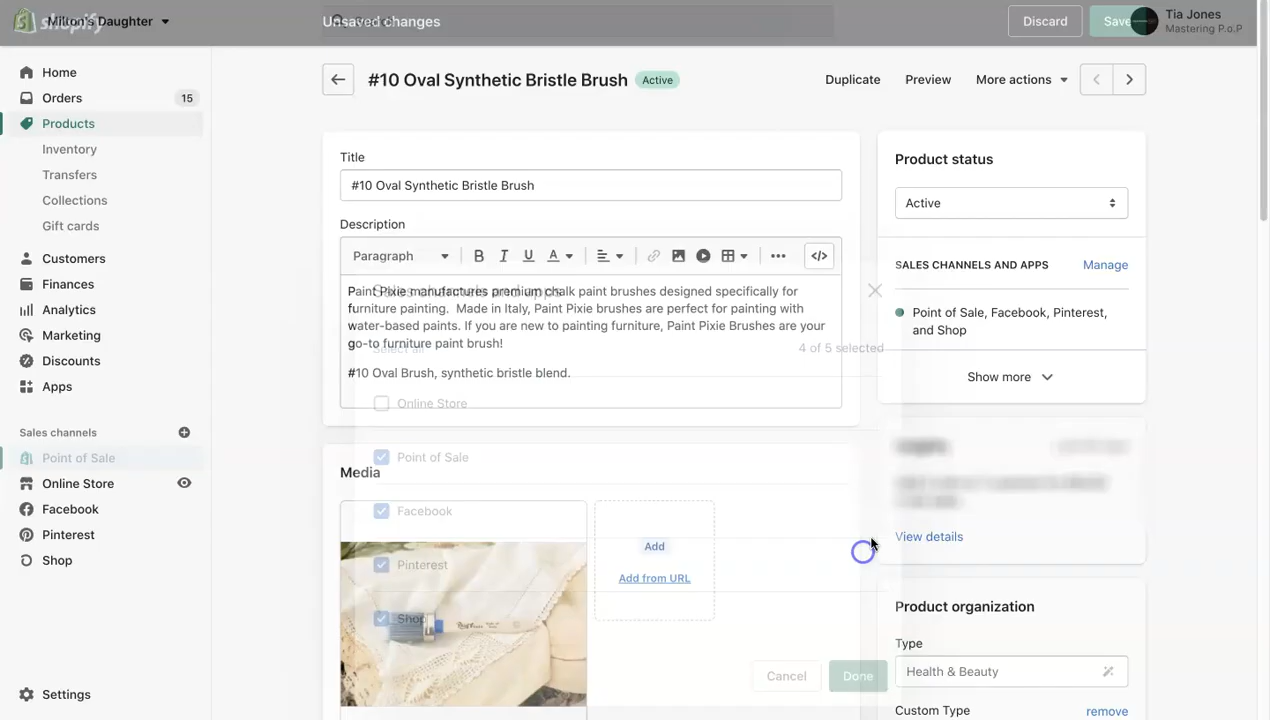 shopify
Milton's Daughter
Unsaved changes
Discard
Save
Tia Jones
Mastering P.o.P
Home
Orders
15
Products
Inventory
Transfers
Collections
Gift cards
Customers
Finances
Analytics
Marketing
Discounts
Apps
Sales channels
Point of Sale
Online Store
Facebook
Pinterest
Shop
Settings
#10 Oval Synthetic Bristle Brush
Active
Duplicate
Preview
More actions
Title
#10 Oval Synthetic Bristle Brush
Description
Paragraph
B I U A
</>
Paint Pixie manufactures premium chalk paint brushes designed specifically for
furniture painting. Made in Italy, Paint Pixie brushes are perfect for painting with
water-based paints. If you are new to painting furniture, Paint Pixie Brushes are your
go-to furniture paint brush!
#10 Oval Brush, synthetic bristle blend.
Sales channels and apps
Select all
4 of 5 selected
Online Store
Point of Sale
Facebook
Pinterest
Shop
Cancel
Done
Media
Add
Add from URL
Product status
Active
SALES CHANNELS AND APPS
Manage
Point of Sale, Facebook, Pinterest,
and Shop
Show more
View details
Product organization
Type
Health & Beauty
Custom Type
remove